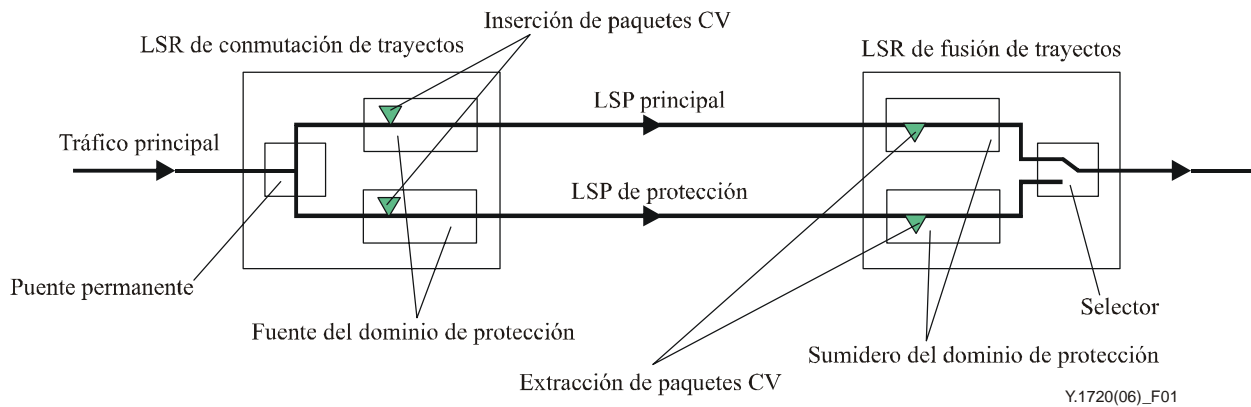 Inserción de paquetes CV
LSR de conmutación de trayectos
LSR de fusión de trayectos
LSP principal
Tráfico principal
LSP de protección
Puente permanente
Selector
Fuente del dominio de protección
Sumidero del dominio de protección
Extracción de paquetes CV
Y.1720(06)_F01